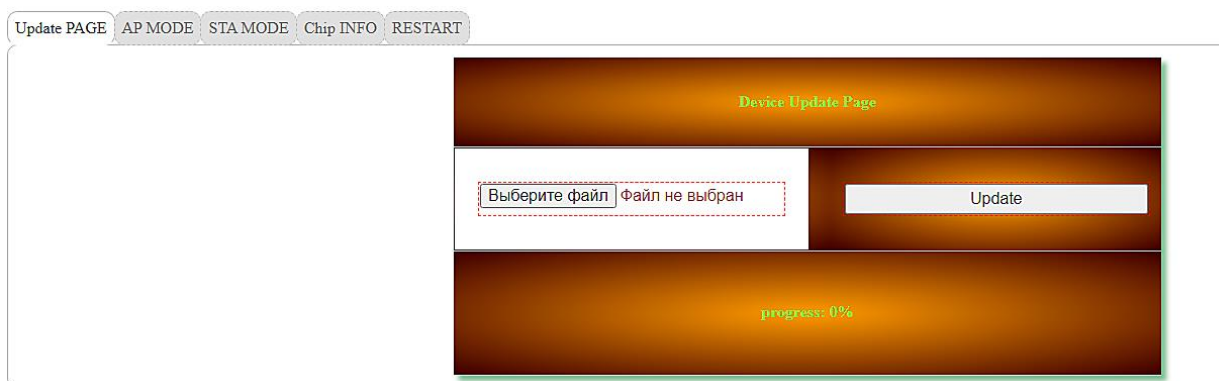 Update PAGE AP MODE STA MODE Chip INFO RESTART
Device Update Page
Выберите файл Файл не выбран Update
progress: 0%